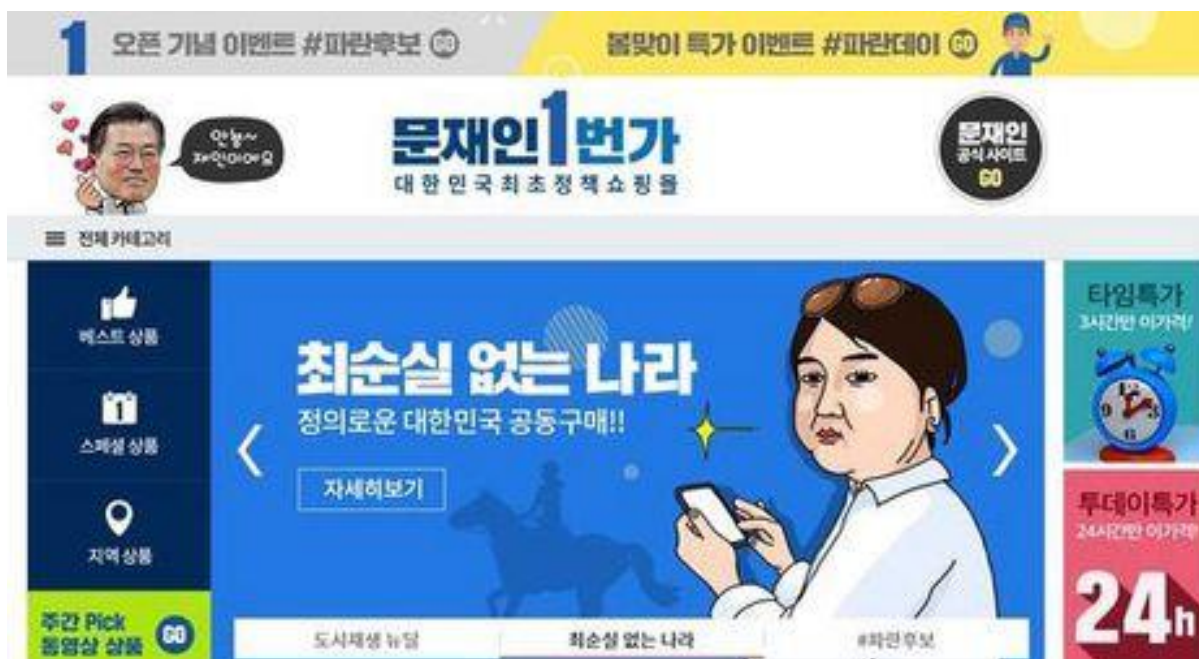 1 오픈 기념 이벤트 #파란후보 GO
봄맞이 특가 이벤트 #파란데이 GO
안뇽~
재인이에요
문재인1번가
대한민국최초정책쇼핑몰
문재인
공식 사이트
GO
전체 카테고리
베스트 상품
1
스페셜 상품
지역 상품
주간 Pick
동영상 상품 GO
최순실 없는 나라
정의로운 대한민국 공동구매!!
자세히보기
도시재생 뉴딜
최순실 없는 나라
#파란후보
타임특가
3시간만 이가격!
12
9 3
6
투데이특가
24시간만 이가격!
24h